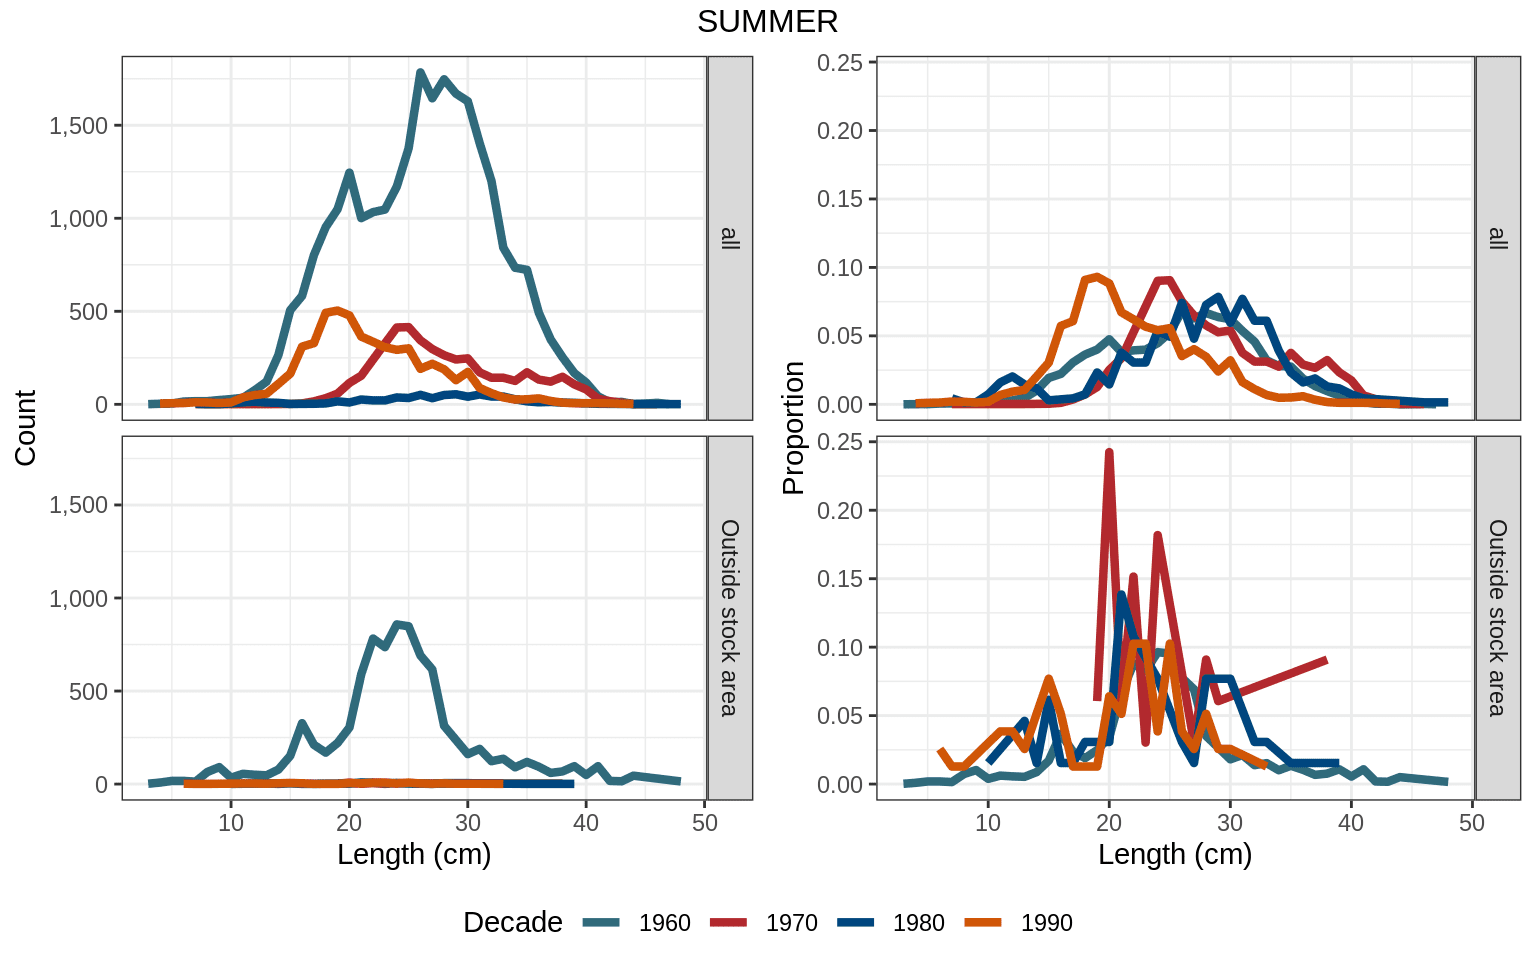 SUMMER
Count
1,500
1,000
500
0
all
1,500
1,000
500
0
Outside stock area
10 20 30 40 50
Length (cm)
Proportion
0.25
0.20
0.15
0.10
0.05
0.00
all
0.25
0.20
0.15
0.10
0.05
0.00
Outside stock area
10 20 30 40 50
Length (cm)
Decade 1960 1970 1980 1990